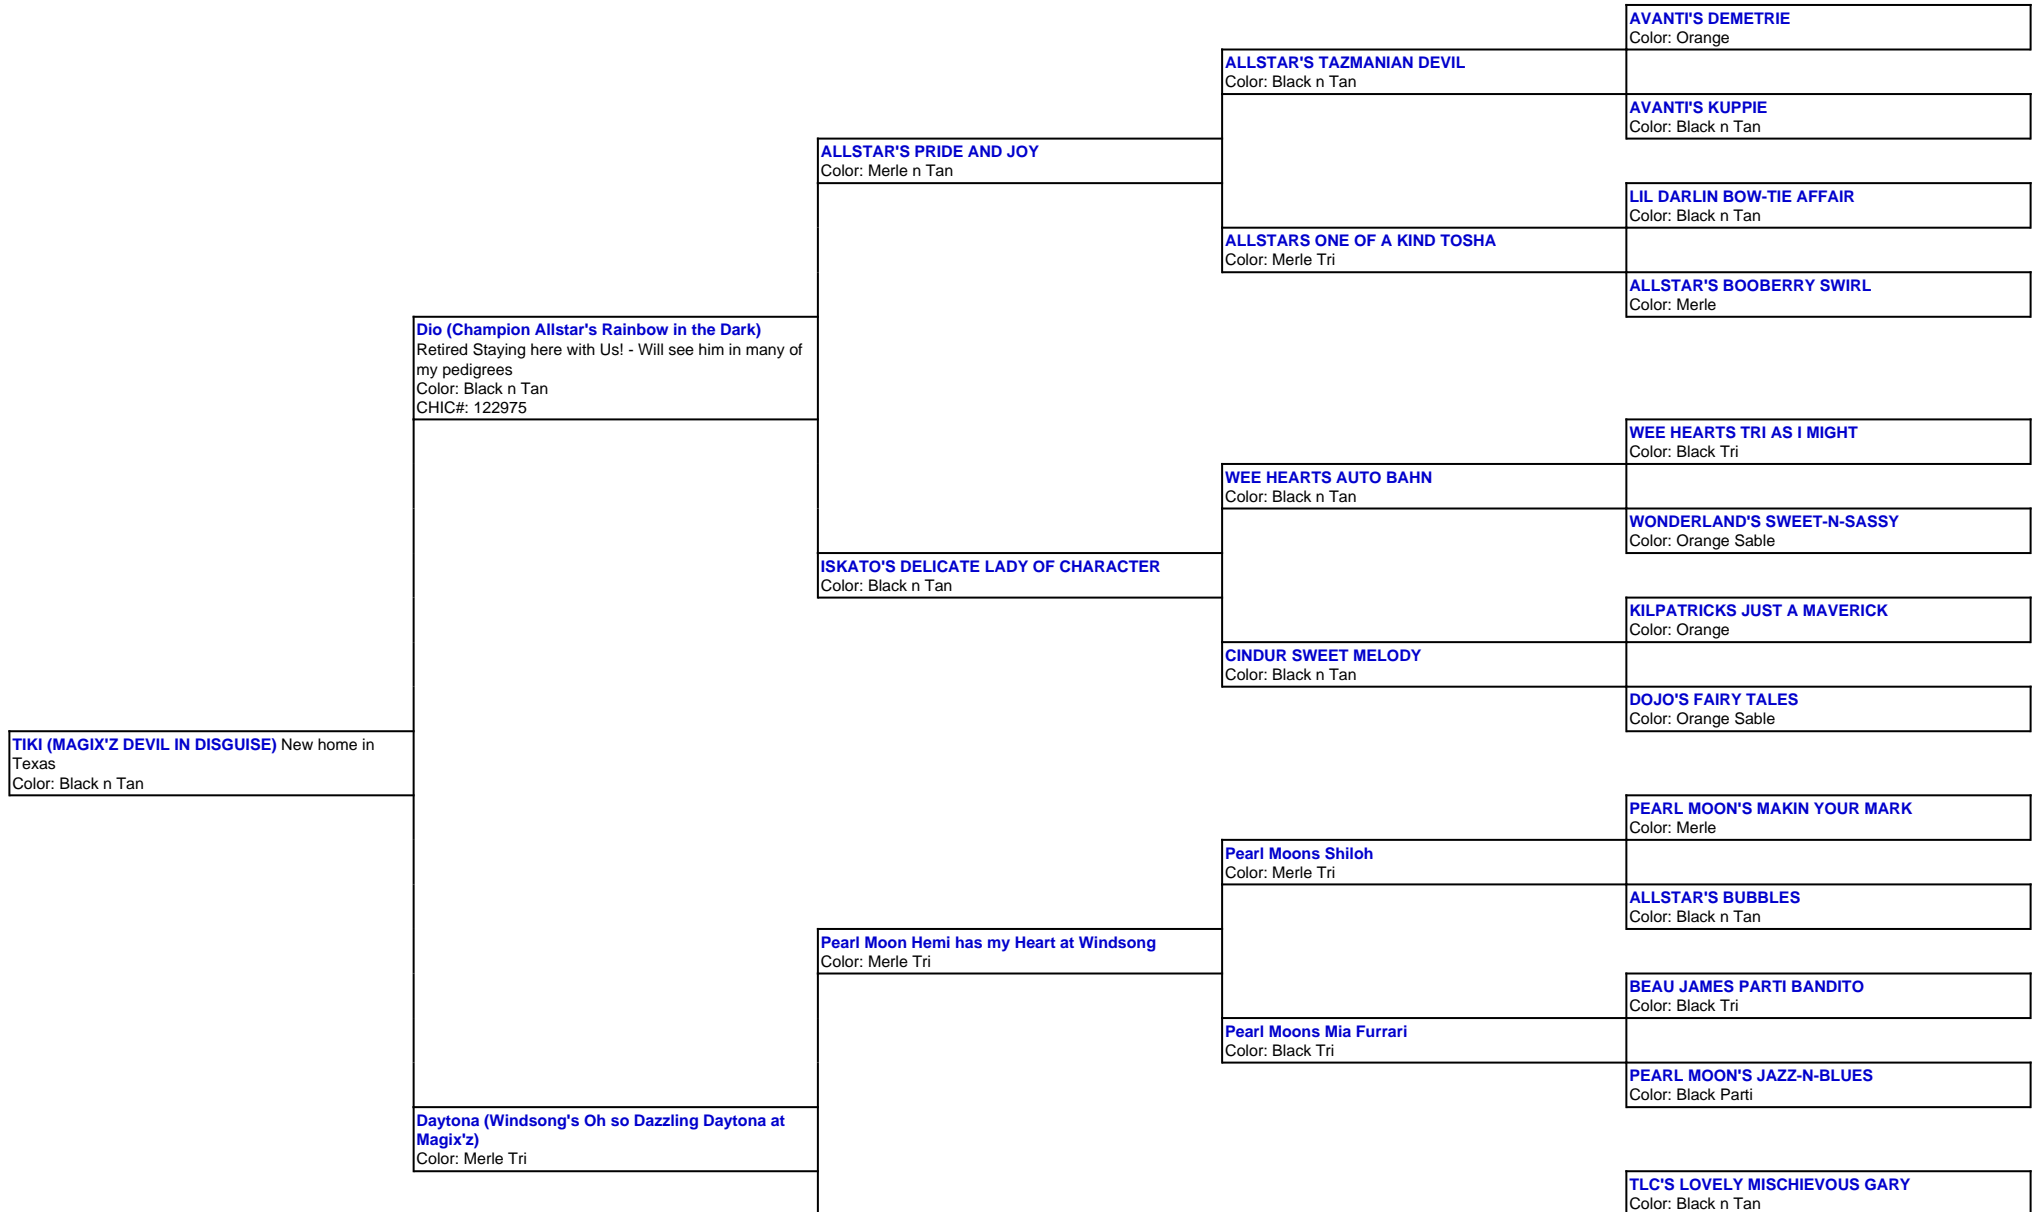 AVANTI'S DEMETRIE
Color: Orange
ALLSTAR'S TAZMANIAN DEVIL
Color: Black n Tan
AVANTI'S KUPPIE
Color: Black n Tan
ALLSTAR'S PRIDE AND JOY
Color: Merle n Tan
LIL DARLIN BOW-TIE AFFAIR
Color: Black n Tan
ALLSTARS ONE OF A KIND TOSHA
Color: Merle Tri
ALLSTAR'S BOOBERRY SWIRL
Color: Merle
Dio (Champion Allstar's Rainbow in the Dark)
Retired Staying here with Us! - Will see him in many of
my pedigrees
Color: Black n Tan
CHIC#: 122975
WEE HEARTS TRI AS I MIGHT
Color: Black Tri
WEE HEARTS AUTO BAHN
Color: Black n Tan
WONDERLAND'S SWEET-N-SASSY
Color: Orange Sable
ISKATO'S DELICATE LADY OF CHARACTER
Color: Black n Tan
KILPATRICKS JUST A MAVERICK
Color: Orange
CINDUR SWEET MELODY
Color: Black n Tan
DOJO'S FAIRY TALES
Color: Orange Sable
TIKI (MAGIX'Z DEVIL IN DISGUISE) New home in
Texas
Color: Black n Tan
PEARL MOON'S MAKIN YOUR MARK
Color: Merle
Pearl Moons Shiloh
Color: Merle Tri
ALLSTAR'S BUBBLES
Color: Black n Tan
Pearl Moon Hemi has my Heart at Windsong
Color: Merle Tri
BEAU JAMES PARTI BANDITO
Color: Black Tri
Pearl Moons Mia Furrari
Color: Black Tri
PEARL MOON'S JAZZ-N-BLUES
Color: Black Parti
Daytona (Windsong's Oh so Dazzling Daytona at
Magix'z)
Color: Merle Tri
TLC'S LOVELY MISCHIEVOUS GARY
Color: Black n Tan